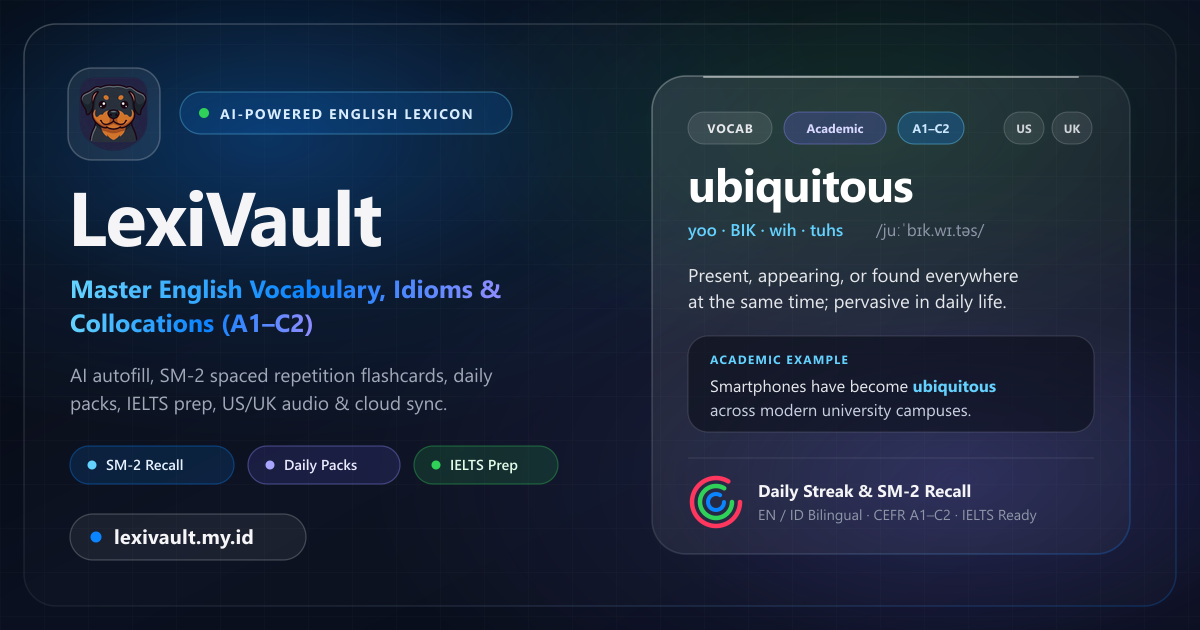 AI-POWERED ENGLISH LEXICON
LexiVault
Master English Vocabulary, Idioms &
Collocations (A1–C2)
AI autofill, SM-2 spaced repetition flashcards, daily
packs, IELTS prep, US/UK audio & cloud sync.
SM-2 Recall
Daily Packs
IELTS Prep
lexivault.my.id
VOCAB
Academic
A1–C2
US
UK
ubiquitous
yoo · BIK · wih · tuhs /juːˈbɪk.wɪ.təs/
Present, appearing, or found everywhere
at the same time; pervasive in daily life.
ACADEMIC EXAMPLE
Smartphones have become ubiquitous
across modern university campuses.
Daily Streak & SM-2 Recall
EN / ID Bilingual · CEFR A1–C2 · IELTS Ready